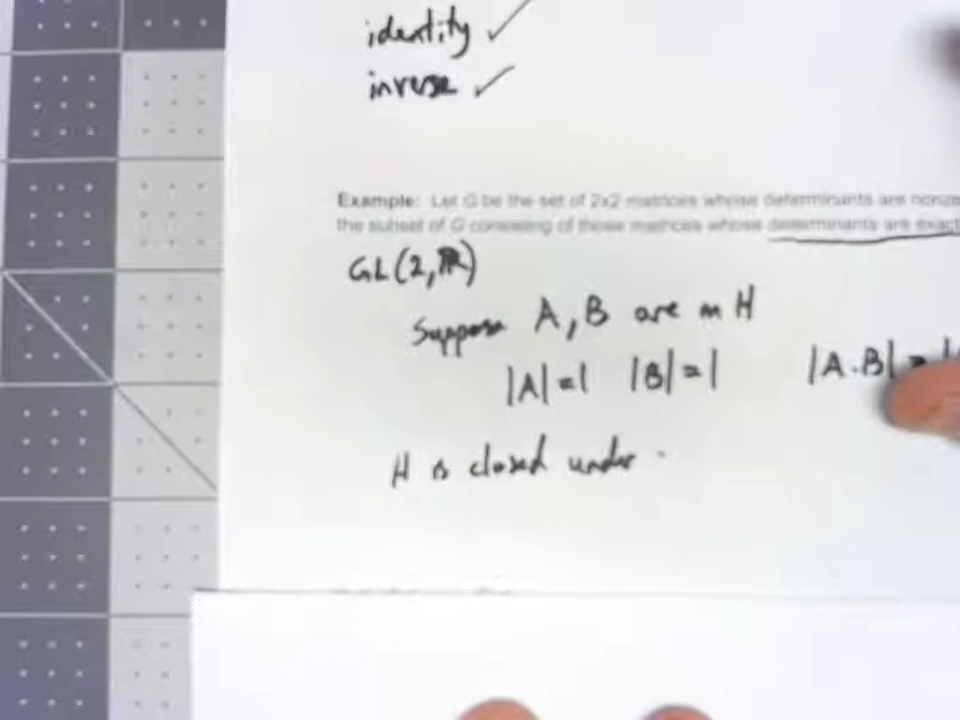 identity ✓
inverse ✓
Example: Let G be the set of 2x2 matrices whose determinants are
the subset of G consisting of those matrices whose determinants are
GL(2,ℝ)
Suppose A, B are in H
|A| = 1 |B| = 1 |A·B| =
H is closed under ·